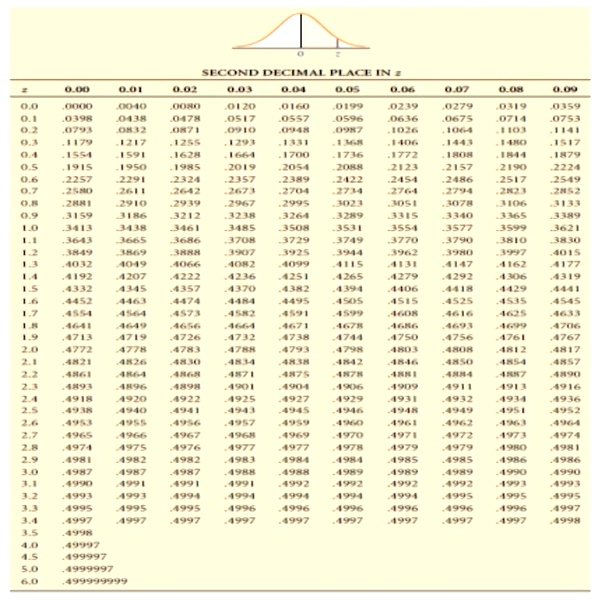 0 z
SECOND DECIMAL PLACE IN z
z 0.00 0.01 0.02 0.03 0.04 0.05 0.06 0.07 0.08 0.09
0.0 .0000 .0040 .0080 .0120 .0160 .0199 .0239 .0279 .0319 .0359
0.1 .0398 .0438 .0478 .0517 .0557 .0596 .0636 .0675 .0714 .0753
0.2 .0793 .0832 .0871 .0910 .0948 .0987 .1026 .1064 .1103 .1141
0.3 .1179 .1217 .1255 .1293 .1331 .1368 .1406 .1443 .1480 .1517
0.4 .1554 .1591 .1628 .1664 .1700 .1736 .1772 .1808 .1844 .1879
0.5 .1915 .1950 .1985 .2019 .2054 .2088 .2123 .2157 .2190 .2224
0.6 .2257 .2291 .2324 .2357 .2389 .2422 .2454 .2486 .2517 .2549
0.7 .2580 .2611 .2642 .2673 .2704 .2734 .2764 .2794 .2823 .2852
0.8 .2881 .2910 .2939 .2967 .2995 .3023 .3051 .3078 .3106 .3133
0.9 .3159 .3186 .3212 .3238 .3264 .3289 .3315 .3340 .3365 .3389
1.0 .3413 .3438 .3461 .3485 .3508 .3531 .3554 .3577 .3599 .3621
1.1 .3643 .3665 .3686 .3708 .3729 .3749 .3770 .3790 .3810 .3830
1.2 .3849 .3869 .3888 .3907 .3925 .3944 .3962 .3980 .3997 .4015
1.3 .4032 .4049 .4066 .4082 .4099 .4115 .4131 .4147 .4162 .4177
1.4 .4192 .4207 .4222 .4236 .4251 .4265 .4279 .4292 .4306 .4319
1.5 .4332 .4345 .4357 .4370 .4382 .4394 .4406 .4418 .4429 .4441
1.6 .4452 .4463 .4474 .4484 .4495 .4505 .4515 .4525 .4535 .4545
1.7 .4554 .4564 .4573 .4582 .4591 .4599 .4608 .4616 .4625 .4633
1.8 .4641 .4649 .4656 .4664 .4671 .4678 .4686 .4693 .4699 .4706
1.9 .4713 .4719 .4726 .4732 .4738 .4744 .4750 .4756 .4761 .4767
2.0 .4772 .4778 .4783 .4788 .4793 .4798 .4803 .4808 .4812 .4817
2.1 .4821 .4826 .4830 .4834 .4838 .4842 .4846 .4850 .4854 .4857
2.2 .4861 .4864 .4868 .4871 .4875 .4878 .4881 .4884 .4887 .4890
2.3 .4893 .4896 .4898 .4901 .4904 .4906 .4909 .4911 .4913 .4916
2.4 .4918 .4920 .4922 .4925 .4927 .4929 .4931 .4932 .4934 .4936
2.5 .4938 .4940 .4941 .4943 .4945 .4946 .4948 .4949 .4951 .4952
2.6 .4953 .4955 .4956 .4957 .4959 .4960 .4961 .4962 .4963 .4964
2.7 .4965 .4966 .4967 .4968 .4969 .4970 .4971 .4972 .4973 .4974
2.8 .4974 .4975 .4976 .4977 .4977 .4978 .4979 .4979 .4980 .4981
2.9 .4981 .4982 .4982 .4983 .4984 .4984 .4985 .4985 .4986 .4986
3.0 .4987 .4987 .4987 .4988 .4988 .4989 .4989 .4989 .4990 .4990
3.1 .4990 .4991 .4991 .4991 .4992 .4992 .4992 .4992 .4993 .4993
3.2 .4993 .4993 .4994 .4994 .4994 .4994 .4994 .4995 .4995 .4995
3.3 .4995 .4995 .4995 .4996 .4996 .4996 .4996 .4996 .4996 .4997
3.4 .4997 .4997 .4997 .4997 .4997 .4997 .4997 .4997 .4997 .4998
3.5 .4998
4.0 .49997
4.5 .499997
5.0 .4999997
6.0 .499999999